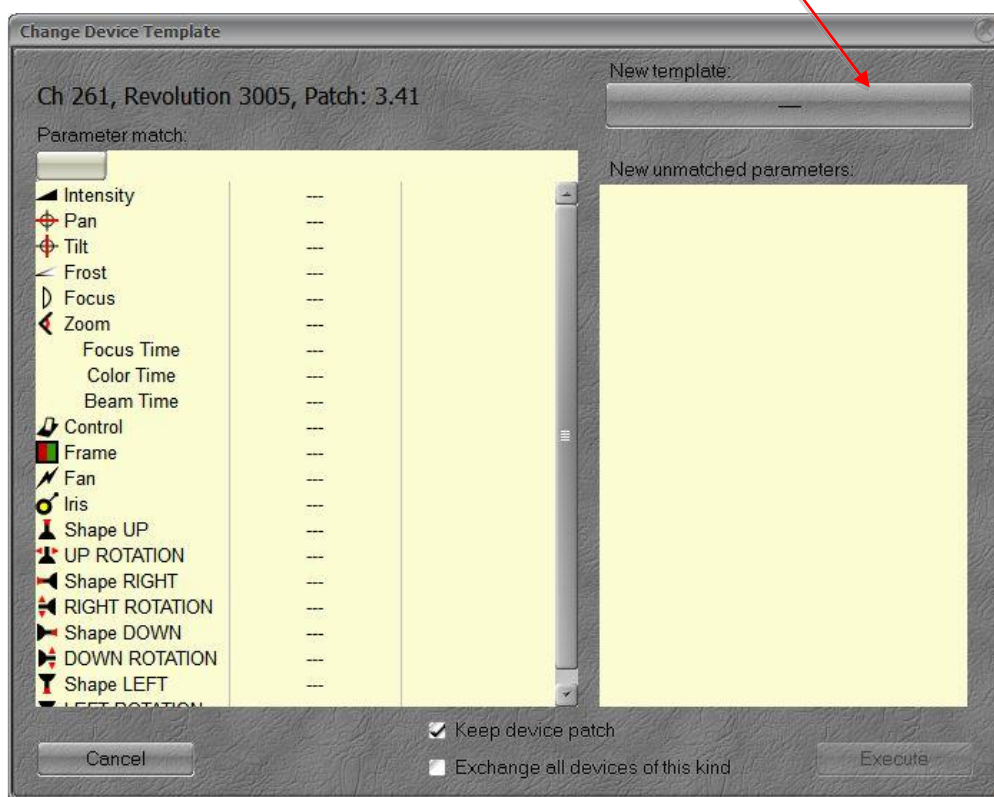 Change Device Template
Ch 261, Revolution 3005, Patch: 3.41
New template:
—
Parameter match:
New unmatched parameters:
Intensity ---
Pan ---
Tilt ---
Frost ---
Focus ---
Zoom ---
Focus Time ---
Color Time ---
Beam Time ---
Control ---
Frame ---
Fan ---
Iris ---
Shape UP ---
UP ROTATION ---
Shape RIGHT ---
RIGHT ROTATION ---
Shape DOWN ---
DOWN ROTATION ---
Shape LEFT ---
LEFT ROTATION
Keep device patch
Exchange all devices of this kind
Cancel
Execute